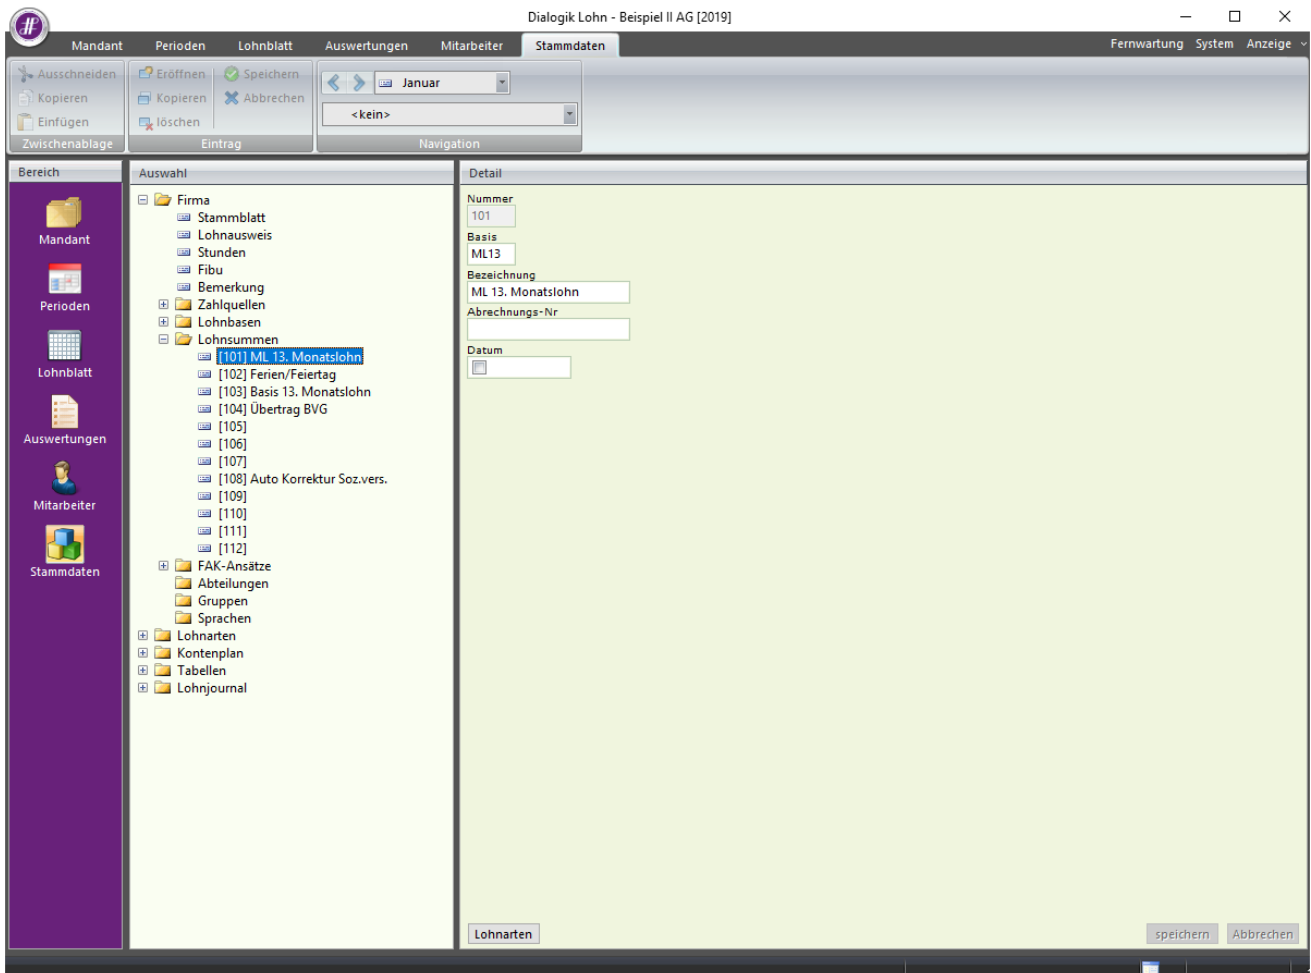 Dialogik Lohn - Beispiel II AG [2019]
Mandant Perioden Lohnblatt Auswertungen Mitarbeiter Stammdaten Fernwartung System Anzeige
Ausschneiden Eröffnen Speichern
Januar
Kopieren Kopieren Abbrechen
<kein>
Einfügen löschen
Zwischenablage Eintrag Navigation
Bereich
Mandant
Perioden
Lohnblatt
Auswertungen
Mitarbeiter
Stammdaten
Auswahl
Firma
Stammblatt
Lohnausweis
Stunden
Fibu
Bemerkung
Zahlquellen
Lohnbasen
Lohnsummen
[101] ML 13. Monatslohn
[102] Ferien/Feiertag
[103] Basis 13. Monatslohn
[104] Übertrag BVG
[105]
[106]
[107]
[108] Auto Korrektur Soz.vers.
[109]
[110]
[111]
[112]
FAK-Ansätze
Abteilungen
Gruppen
Sprachen
Lohnarten
Kontenplan
Tabellen
Lohnjournal
Detail
Nummer
101
Basis
ML13
Bezeichnung
ML 13. Monatslohn
Abrechnungs-Nr
Datum
Lohnarten speichern Abbrechen